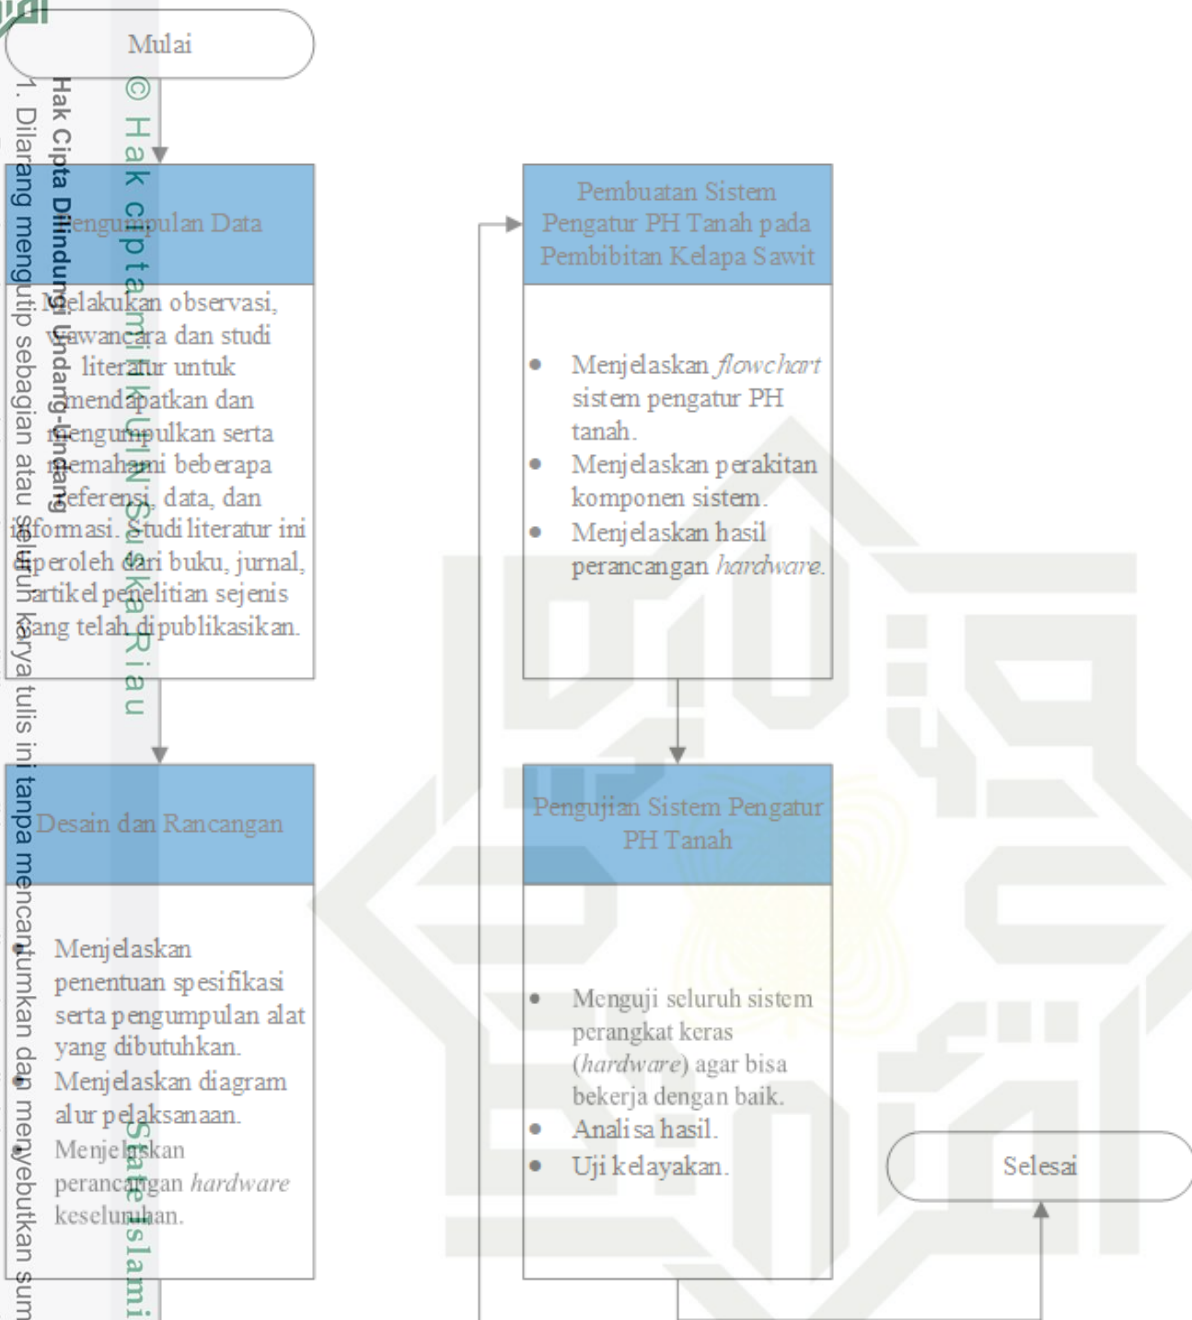 Mulai
Pengumpulan Data
Melakukan observasi,
wawancara dan studi
literatur untuk
mendapatkan dan
mengumpulkan serta
memahami beberapa
referensi, data, dan
informasi. Studi literatur ini
diperoleh dari buku, jurnal,
artikel penelitian sejenis
yang telah dipublikasikan.
Desain dan Rancangan
• Menjelaskan
penentuan spesifikasi
serta pengumpulan alat
yang dibutuhkan.
• Menjelaskan diagram
alur pelaksanaan.
• Menjelaskan
perancangan hardware
keseluruhan.
Pembuatan Sistem
Pengatur PH Tanah pada
Pembibitan Kelapa Sawit
• Menjelaskan flowchart
sistem pengatur PH
tanah.
• Menjelaskan perakitan
komponen sistem.
• Menjelaskan hasil
perancangan hardware.
Pengujian Sistem Pengatur
PH Tanah
• Menguji seluruh sistem
perangkat keras
(hardware) agar bisa
bekerja dengan baik.
• Analisa hasil.
• Uji kelayakan.
Selesai
© Hak cipta milik UIN Suska Riau
State Islami
Hak Cipta Dilindungi Undang-Undang
1. Dilarang mengutip sebagian atau seluruh karya tulis ini tanpa mencantumkan dan menyebutkan sum